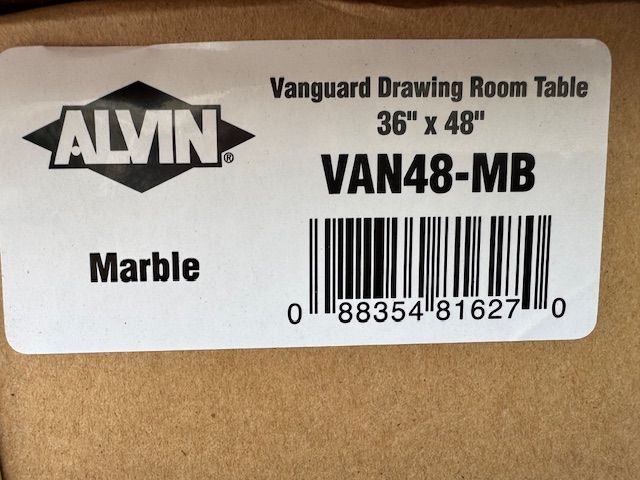 ALVIN®
Vanguard Drawing Room Table
36" x 48"
VAN48-MB
Marble
0 88354 81627 0